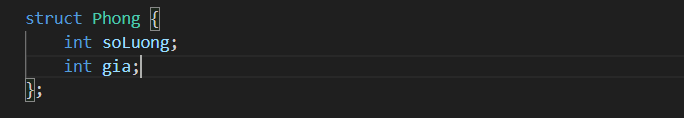 struct Phong {
    int soLuong;
    int gia;
};